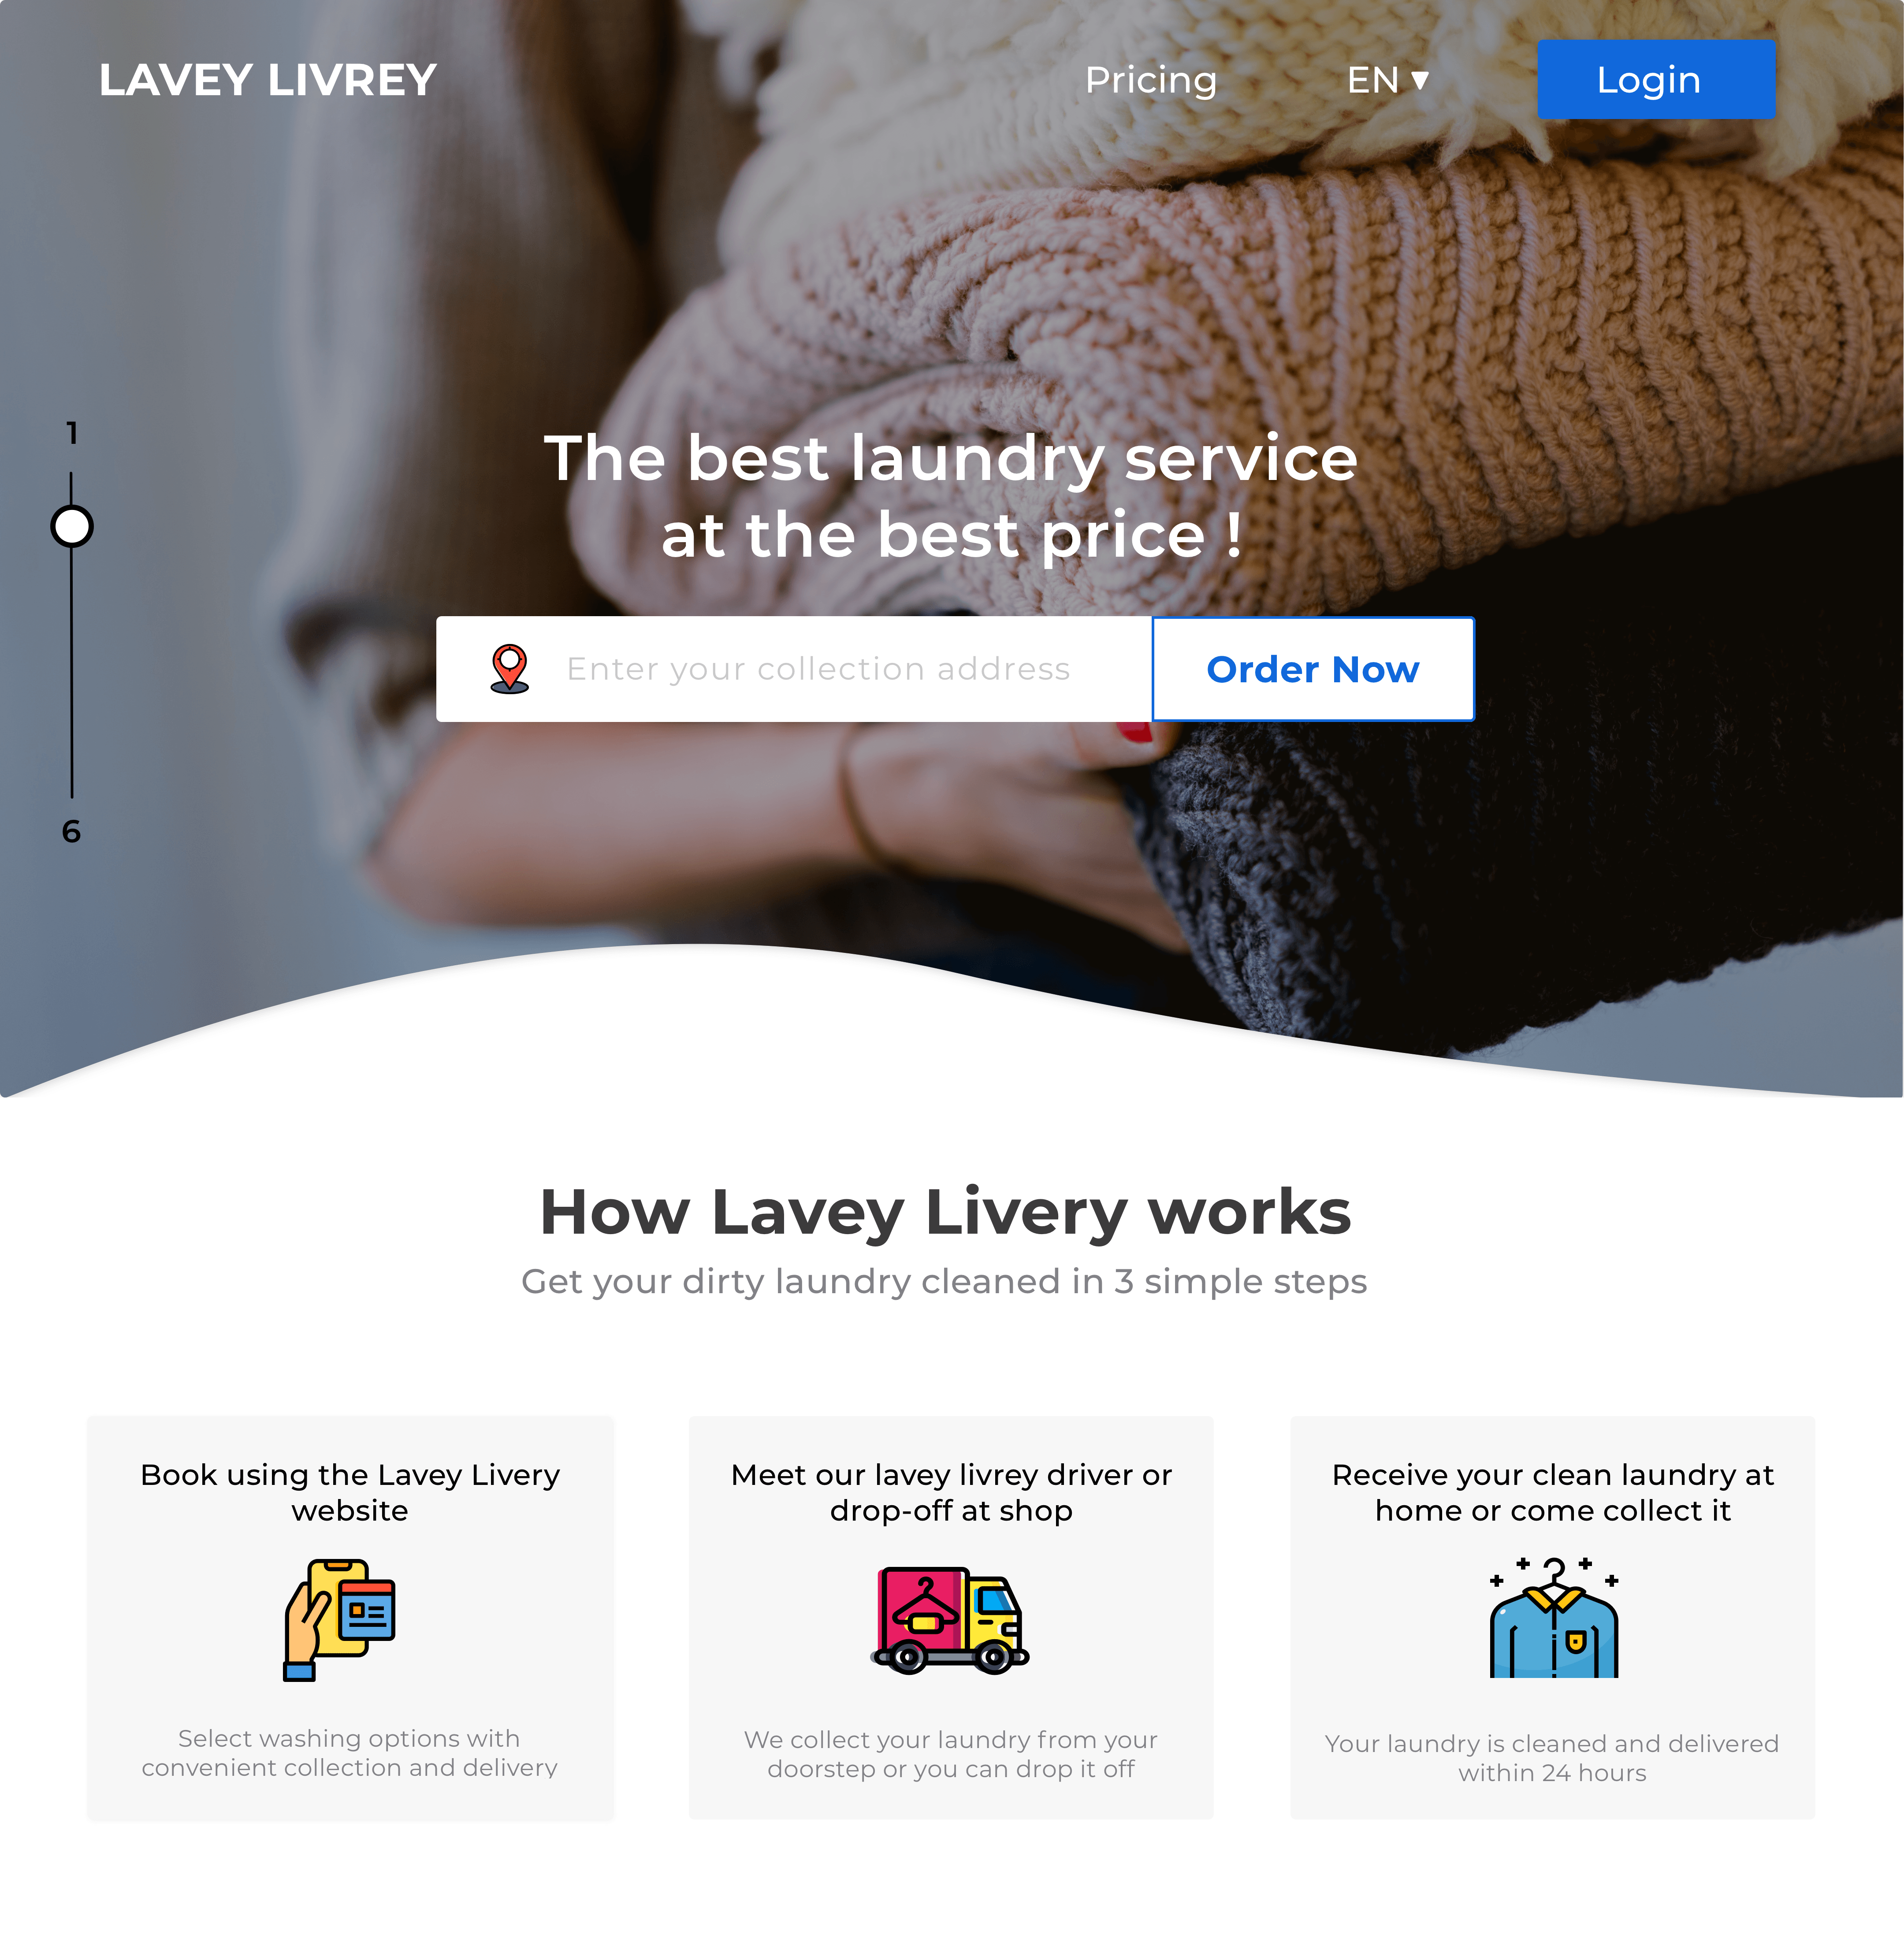 LAVEY LIVREY
Pricing
EN ▼
Login
1
The best laundry service
at the best price !
Enter your collection address
Order Now
6
How Lavey Livery works
Get your dirty laundry cleaned in 3 simple steps
Book using the Lavey Livery
website
Select washing options with
convenient collection and delivery
Meet our lavey livrey driver or
drop-off at shop
We collect your laundry from your
doorstep or you can drop it off
Receive your clean laundry at
home or come collect it
Your laundry is cleaned and delivered
within 24 hours